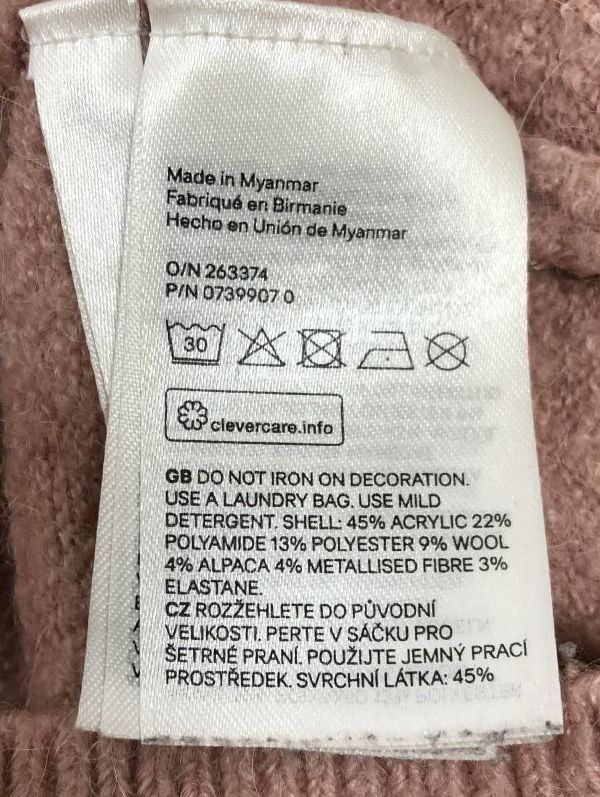 Made in Myanmar
Fabriqué en Birmanie
Hecho en Unión de Myanmar
O/N 263374
P/N 0739907 0
30
clevercare.info
GB DO NOT IRON ON DECORATION.
USE A LAUNDRY BAG. USE MILD
DETERGENT. SHELL: 45% ACRYLIC 22%
POLYAMIDE 13% POLYESTER 9% WOOL
4% ALPACA 4% METALLISED FIBRE 3%
ELASTANE.
CZ ROZŽEHLETE DO PŮVODNÍ
VELIKOSTI. PERTE V SÁČKU PRO
ŠETRNÉ PRANÍ. POUŽIJTE JEMNÝ PRACÍ
PROSTŘEDEK. SVRCHNÍ LÁTKA: 45%